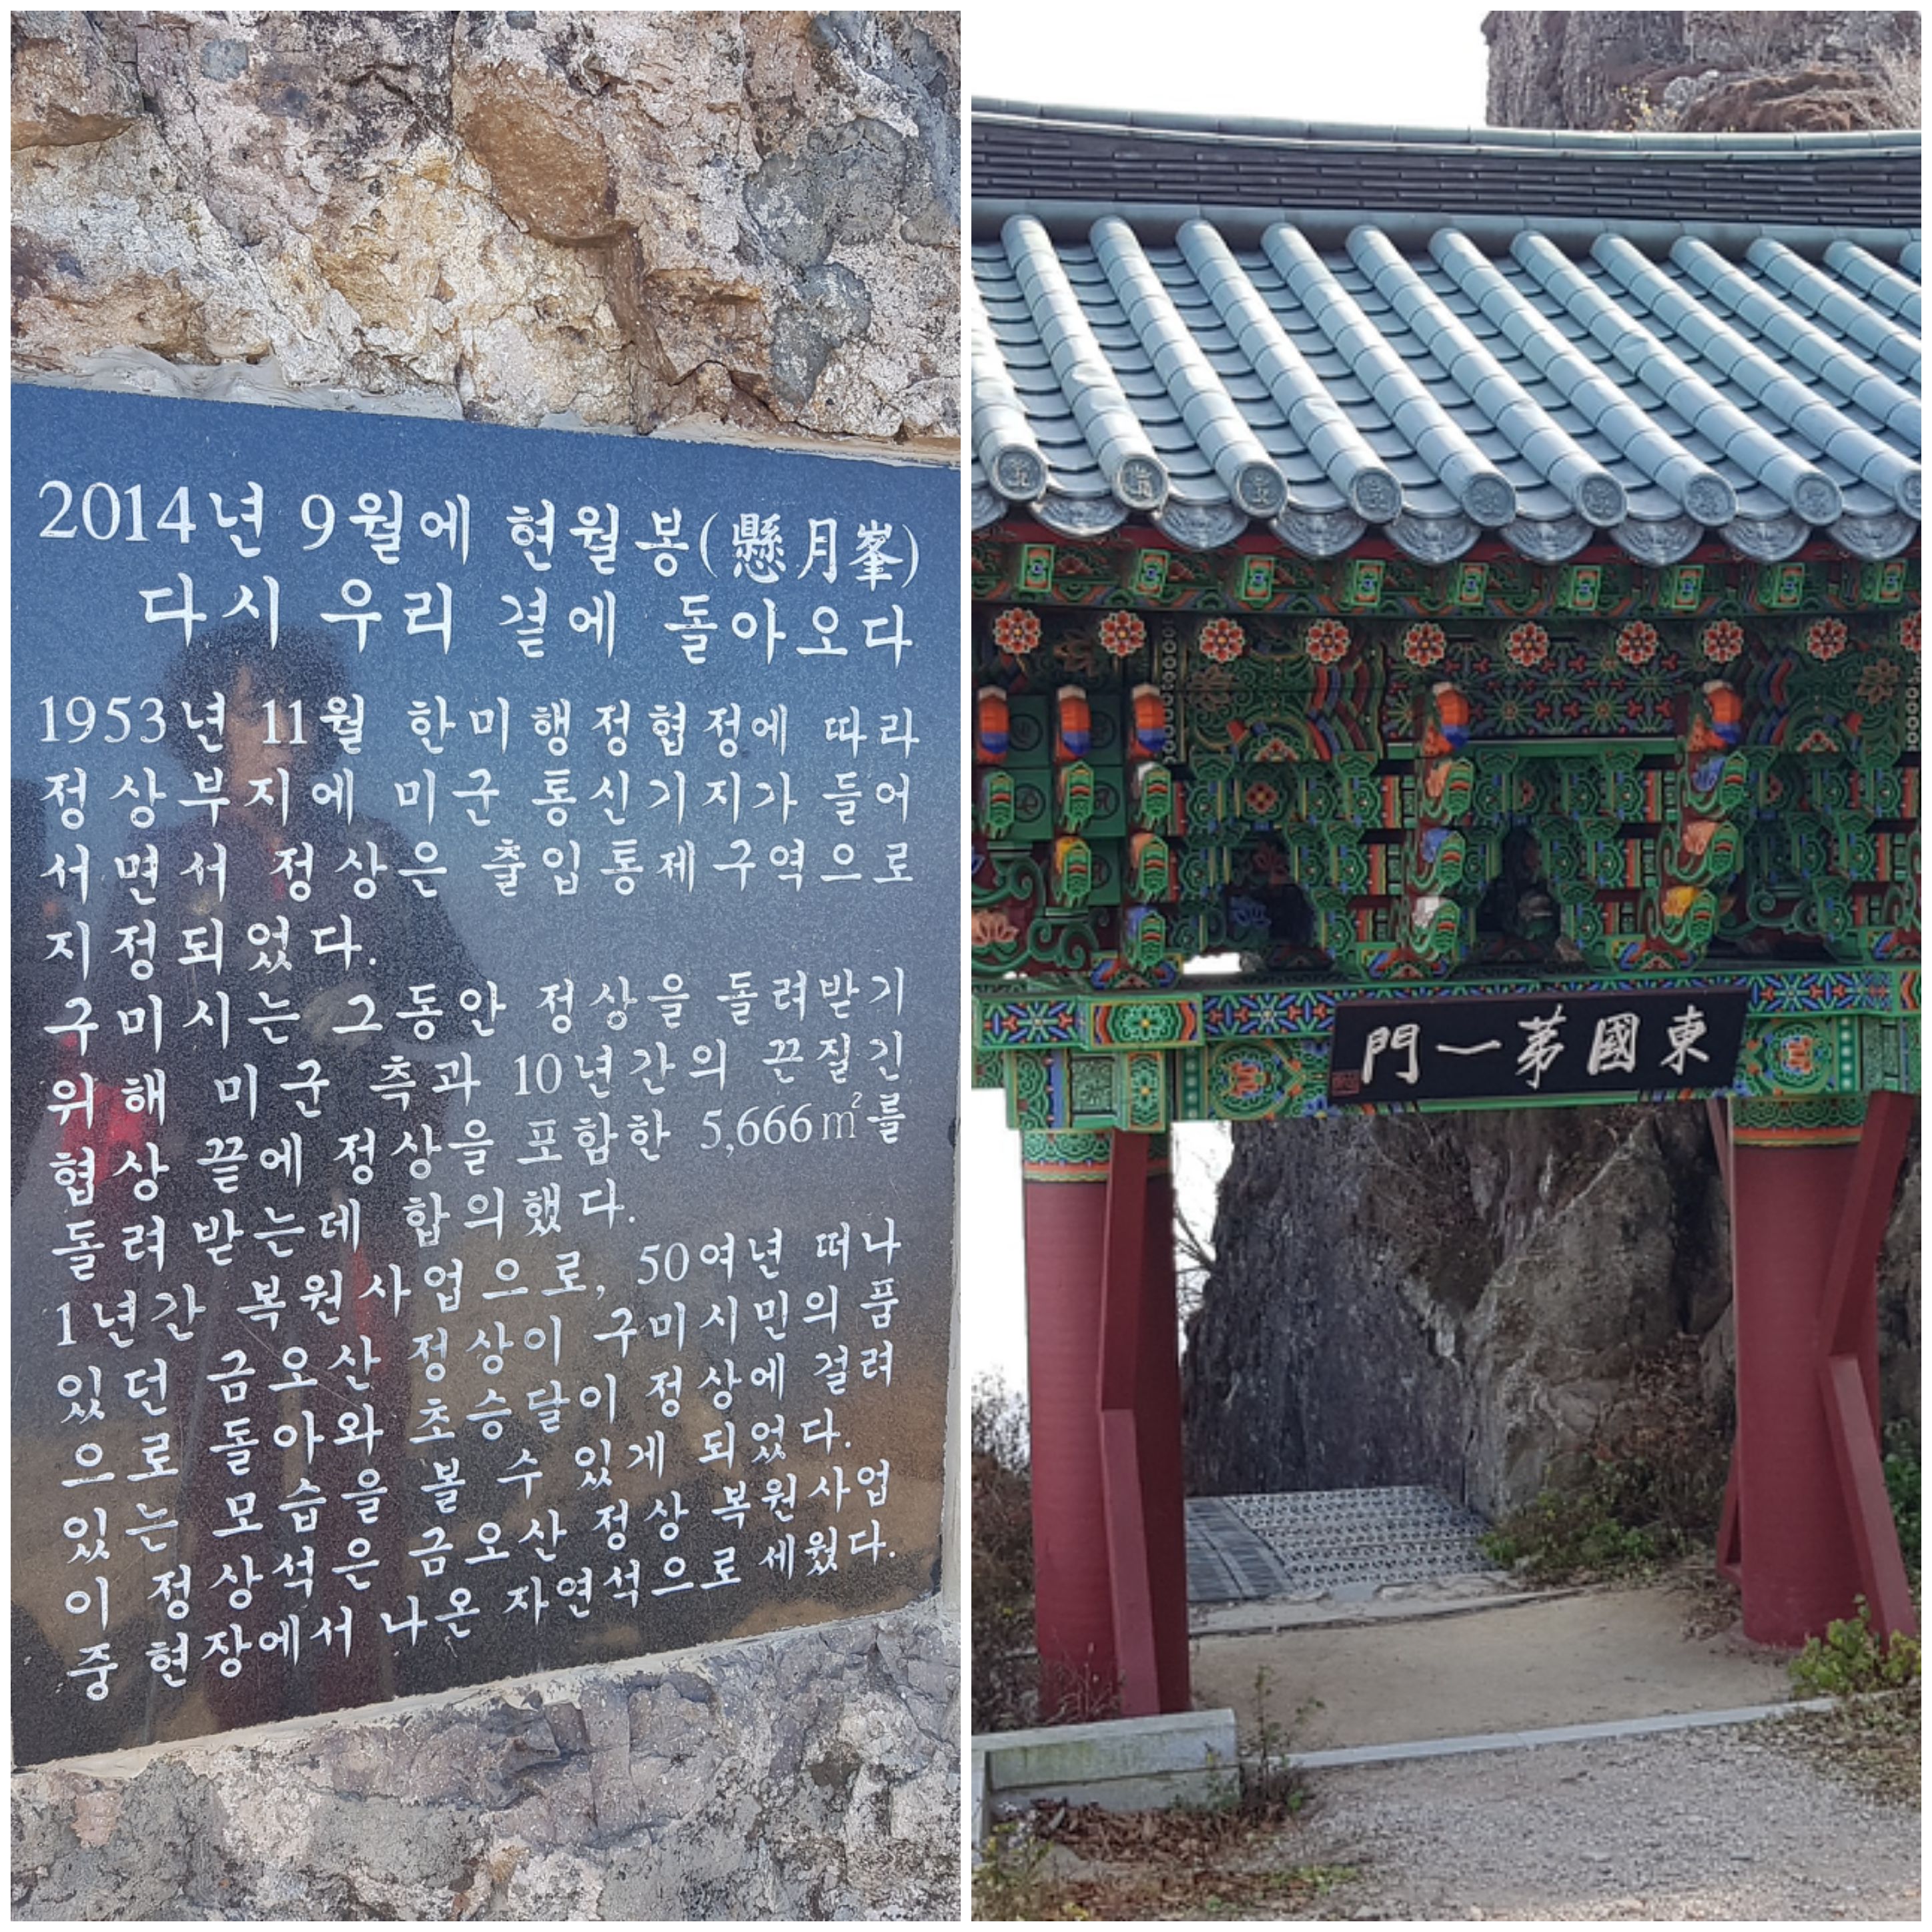 2014년 9월에 현월봉(懸月峯)
다시 우리 곁에 돌아오다
1953년 11월 한미행정협정에 따라
정상부지에 미군 통신기지가 들어
서면서 정상은 출입통제구역으로
지정되었다.
구미시는 그동안 정상을 돌려받기
위해 미군 측과 10년간의 끈질긴
협상 끝에 정상을 포함한 5,666㎡를
돌려 받는데 합의했다.
1년간 복원사업으로, 50여년 떠나
있던 금오산 정상이 구미시민의 품
으로 돌아와 초승달이 정상에 걸려
있는 모습을 볼 수 있게 되었다.
이 정상석은 금오산 정상 복원사업
중 현장에서 나온 자연석으로 세웠다.
門一苐國東